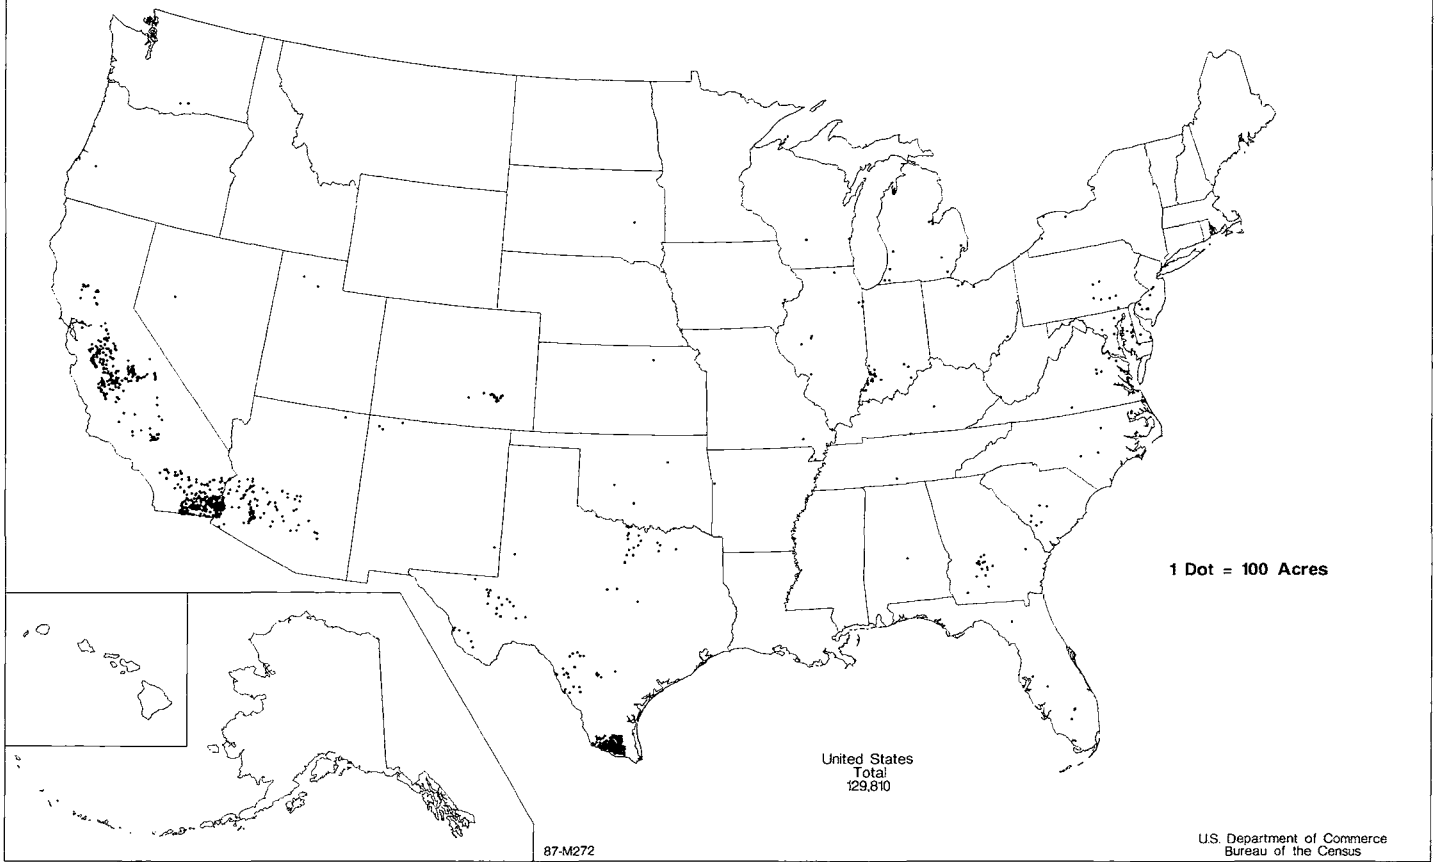 1 Dot = 100 Acres
United States
Total
129,810
87-M272
U.S. Department of Commerce
Bureau of the Census